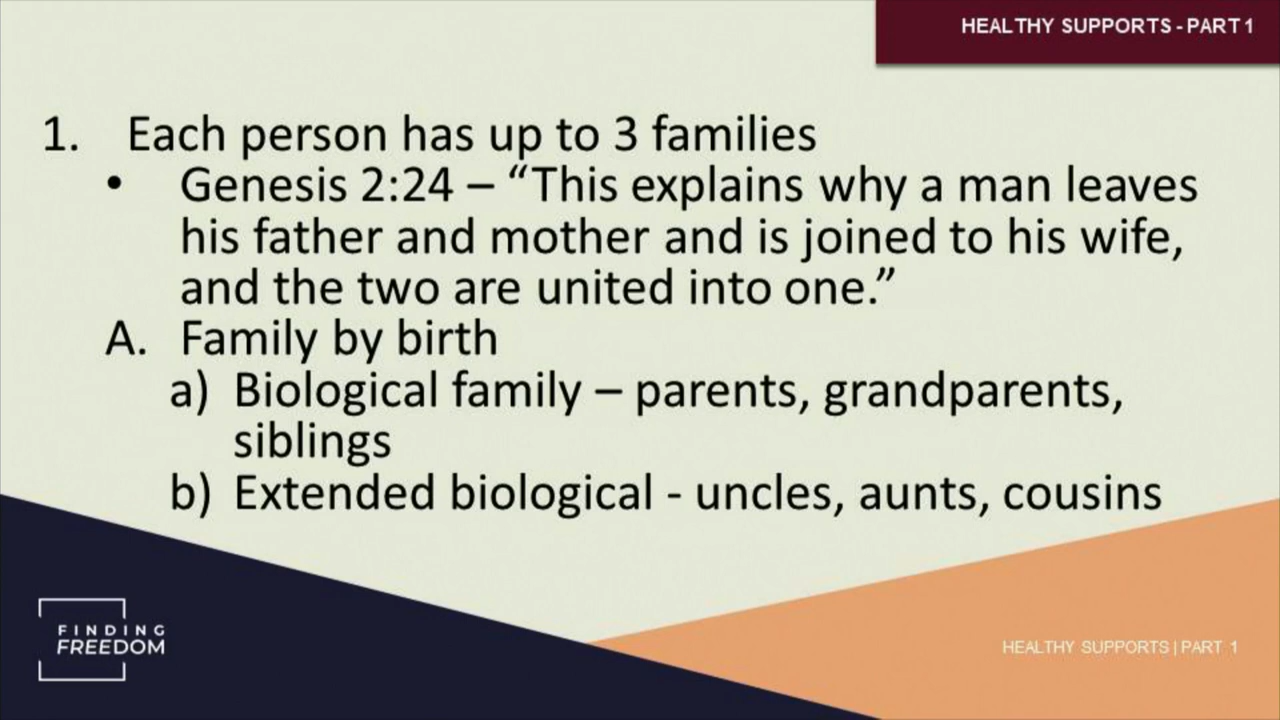 HEALTHY SUPPORTS - PART 1
1. Each person has up to 3 families
• Genesis 2:24 – “This explains why a man leaves
his father and mother and is joined to his wife,
and the two are united into one.”
A. Family by birth
a) Biological family – parents, grandparents,
siblings
b) Extended biological - uncles, aunts, cousins
FINDING
FREEDOM
HEALTHY SUPPORTS | PART 1